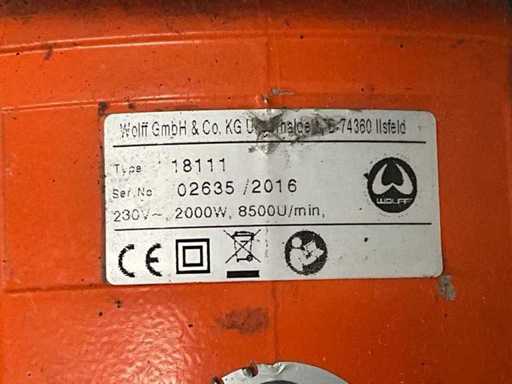 Wolff GmbH & Co. KG D-74360 Ilsfeld
Type 18111
Ser.No 02635 /2016
230V~, 2000W, 8500U/min,
WOLFF
CE